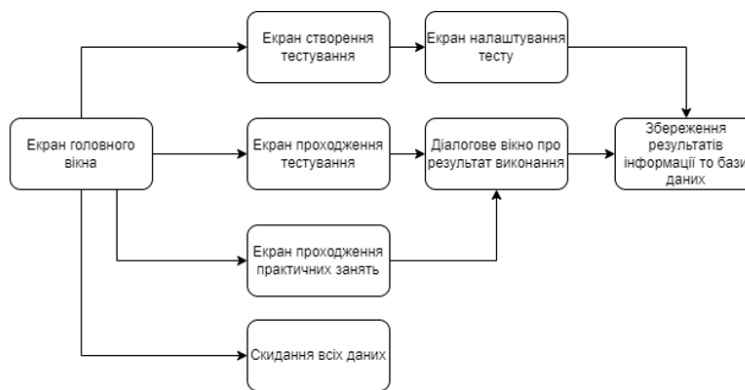 Екран створення
тестування
Екран налаштування
тесту
Екран головного
вікна
Екран проходження
тестування
Діалогове вікно про
результат виконання
Збереження
результатів
інформації то бази
даних
Екран проходження
практичних занять
Скидання всіх даних